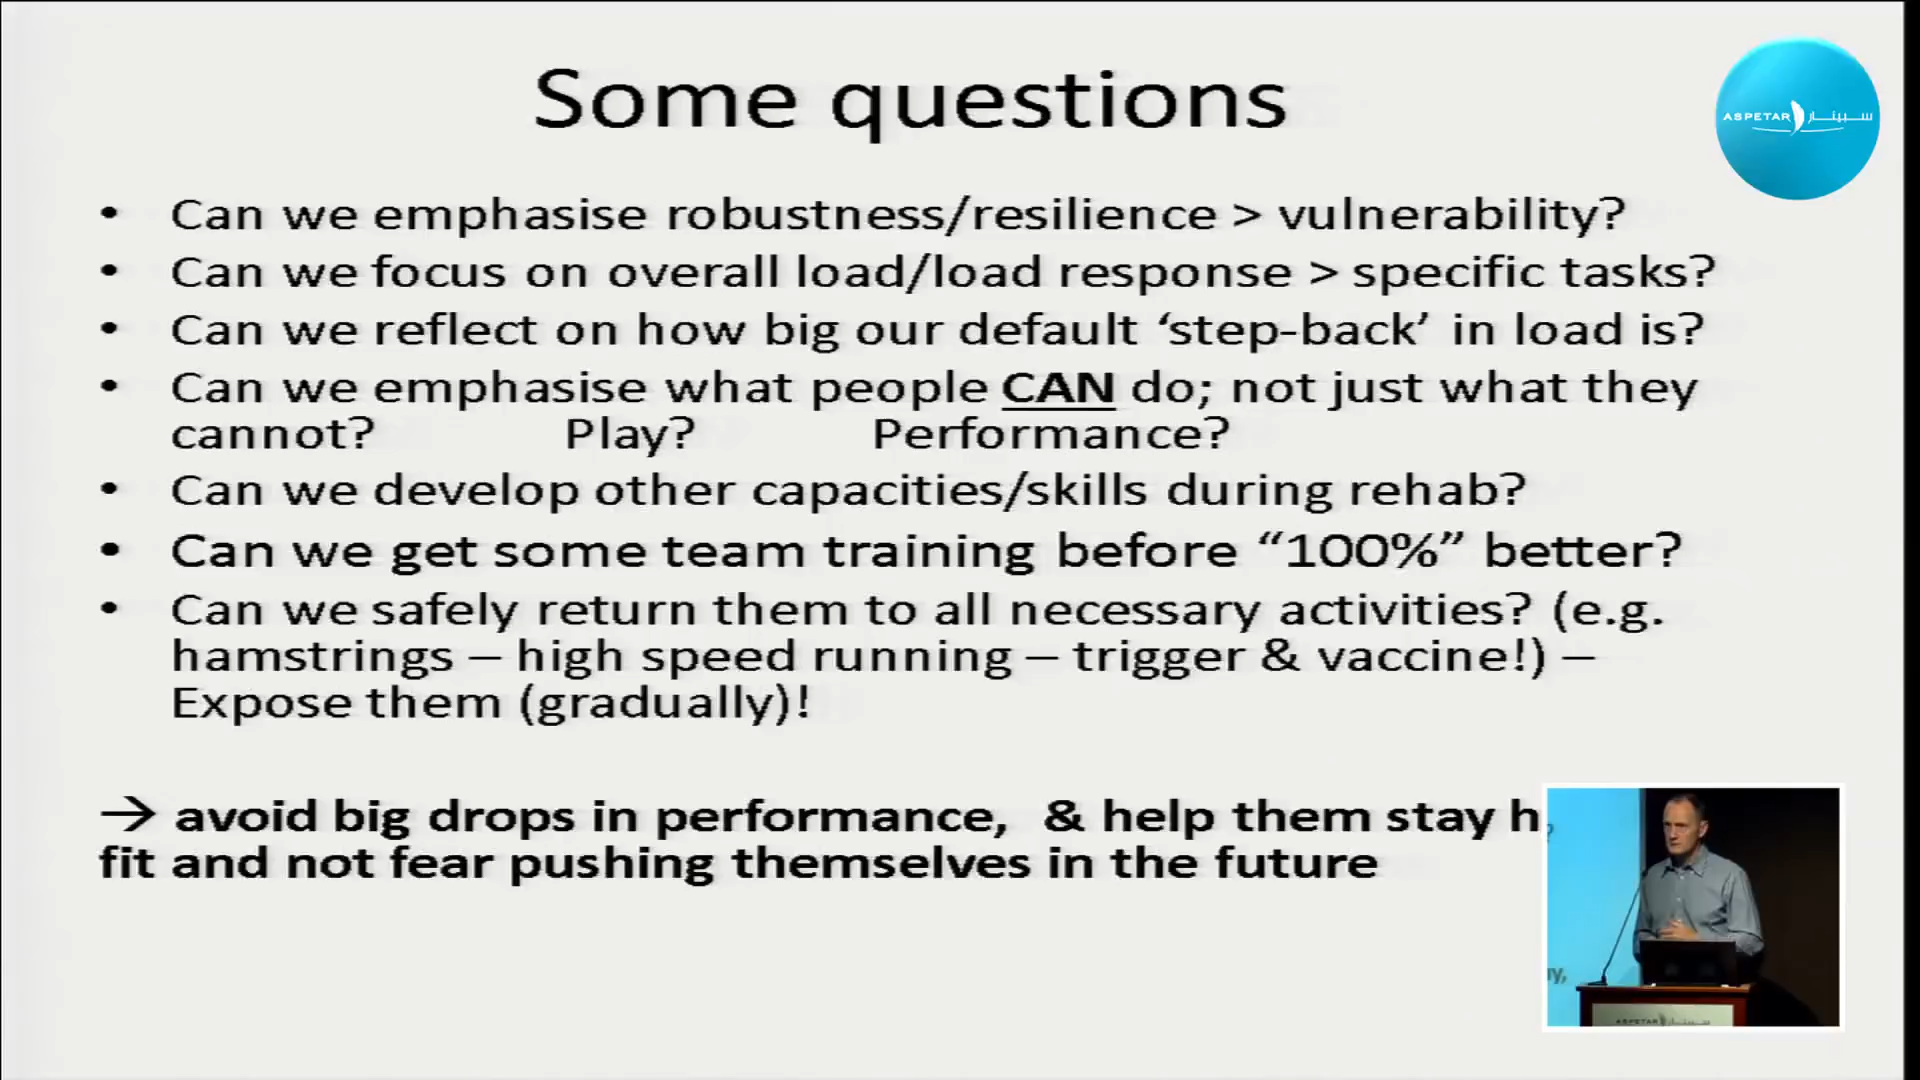 Some questions
ASPETAR سبيتار
• Can we emphasise robustness/resilience > vulnerability?
• Can we focus on overall load/load response > specific tasks?
• Can we reflect on how big our default ‘step-back’ in load is?
• Can we emphasise what people CAN do; not just what they
cannot? Play? Performance?
• Can we develop other capacities/skills during rehab?
• Can we get some team training before “100%” better?
• Can we safely return them to all necessary activities? (e.g.
hamstrings – high speed running – trigger & vaccine!) –
Expose them (gradually)!
→ avoid big drops in performance, & help them stay h
fit and not fear pushing themselves in the future
ASPETAR سبيتار